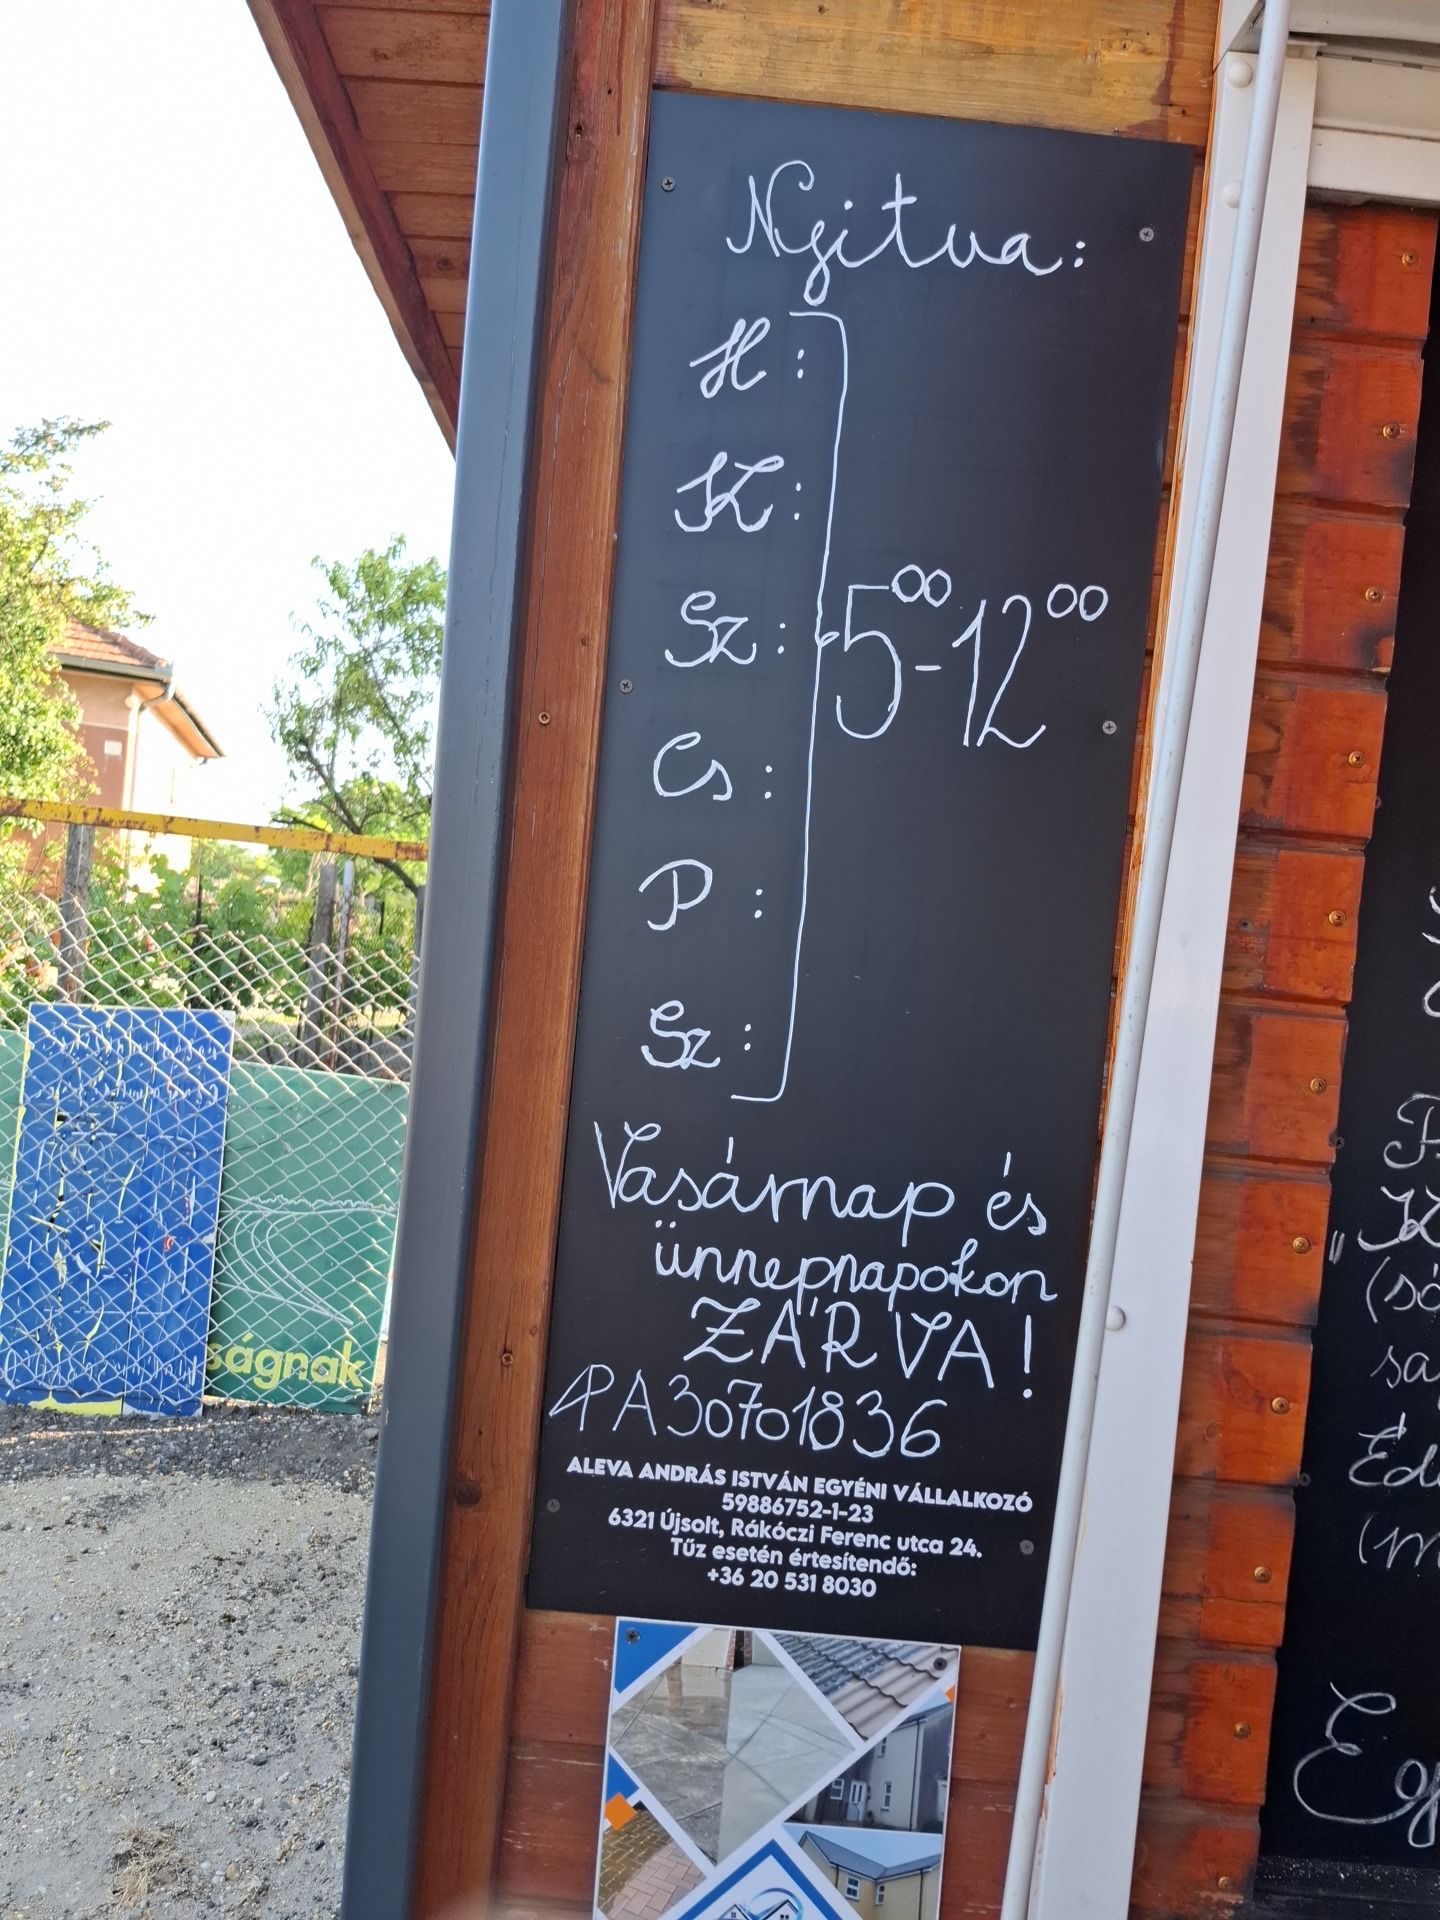 Nyitva:
H:
K:
Sz: 5⁰⁰-12⁰⁰
Cs:
P:
Sz:
Vasárnap és
ünnepnapokon
ZÁRVA!
APA30701836
ALEVA ANDRÁS ISTVÁN EGYÉNI VÁLLALKOZÓ
59886752-1-23
6321 Újsolt, Rákóczi Ferenc utca 24.
Tűz esetén értesítendő:
+36 20 531 8030
ságnak